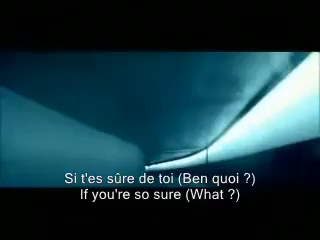 Si t'es sûre de toi (Ben quoi ?)
If you're so sure (What ?)